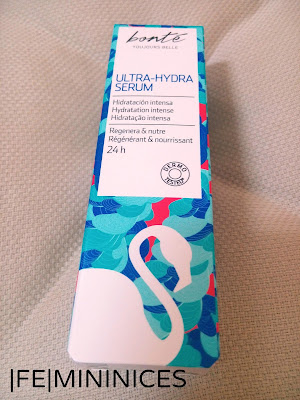 bonté
TOUJOURS BELLE
ULTRA-HYDRA
SERUM
Hidratación intensa
Hydratation intense
Hidratação intensa
Regenera & nutre
Régénérant & nourrissant
24 h
DERMO
TESTED
|FE|MININICES